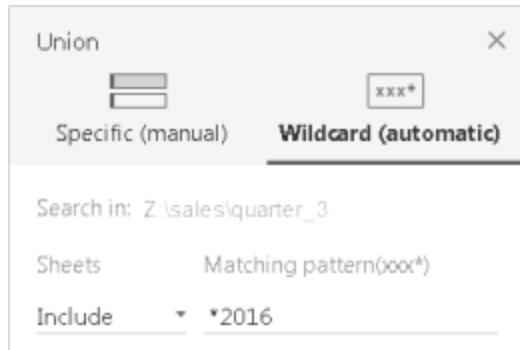 Union
xxx*
Specific (manual) Wildcard (automatic)
Search in: Z:\sales\quarter_3
Sheets Matching pattern(xxx*)
Include *2016